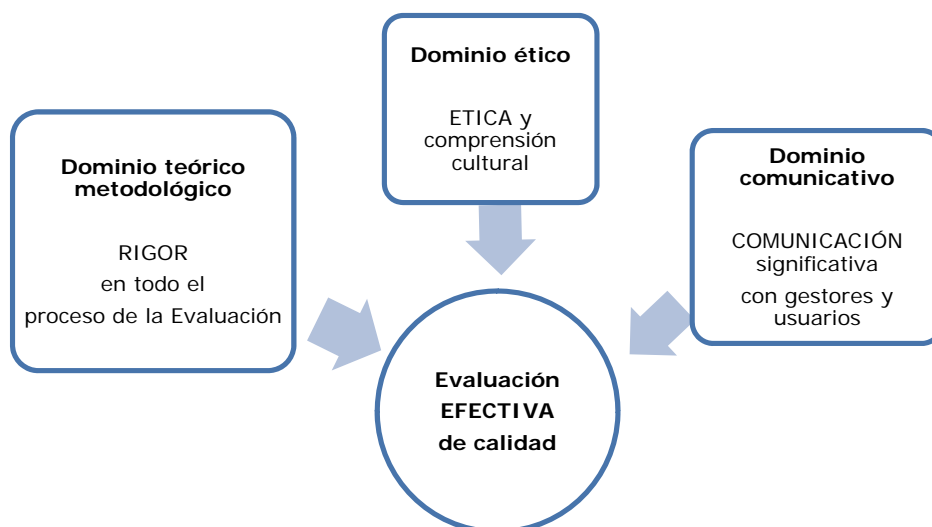 Dominio ético
ETICA y
comprensión
cultural
Dominio teórico
metodológico
RIGOR
en todo el
proceso de la Evaluación
Dominio
comunicativo
COMUNICACIÓN
significativa
con gestores y
usuarios
Evaluación
EFECTIVA
de calidad